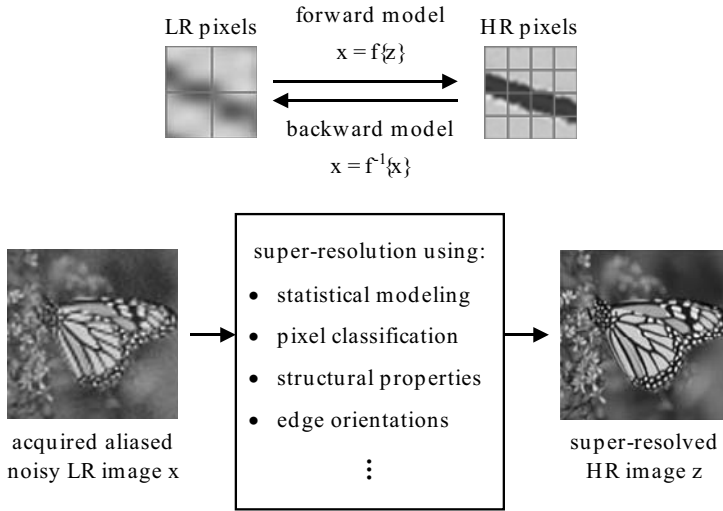 LR pixels
forward model
HR pixels
x = f{z}
backward model
x = f⁻¹{x}
super-resolution using:
• statistical modeling
• pixel classification
• structural properties
• edge orientations
⋮
acquired aliased
noisy LR image x
super-resolved
HR image z